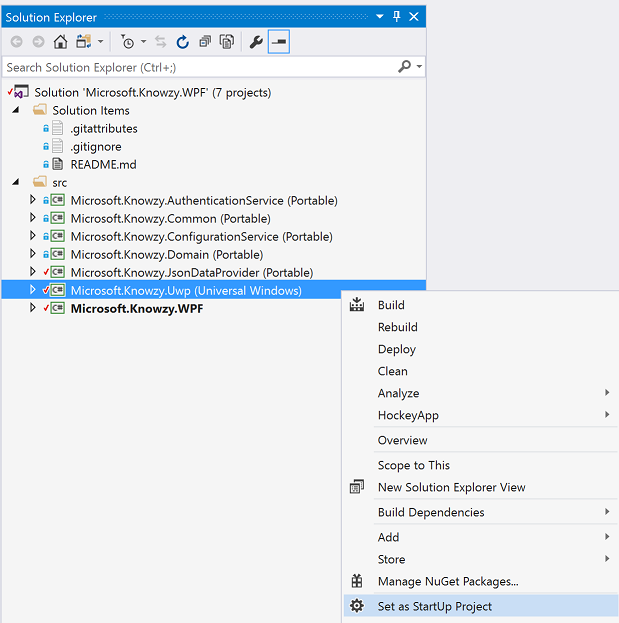 Solution Explorer
Search Solution Explorer (Ctrl+;)
Solution 'Microsoft.Knowzy.WPF' (7 projects)
Solution Items
.gitattributes
.gitignore
README.md
src
C# Microsoft.Knowzy.AuthenticationService (Portable)
C# Microsoft.Knowzy.Common (Portable)
C# Microsoft.Knowzy.ConfigurationService (Portable)
C# Microsoft.Knowzy.Domain (Portable)
C# Microsoft.Knowzy.JsonDataProvider (Portable)
C# Microsoft.Knowzy.Uwp (Universal Windows)
C# Microsoft.Knowzy.WPF
Build
Rebuild
Deploy
Clean
Analyze
HockeyApp
Overview
Scope to This
New Solution Explorer View
Build Dependencies
Add
Store
Manage NuGet Packages...
Set as StartUp Project